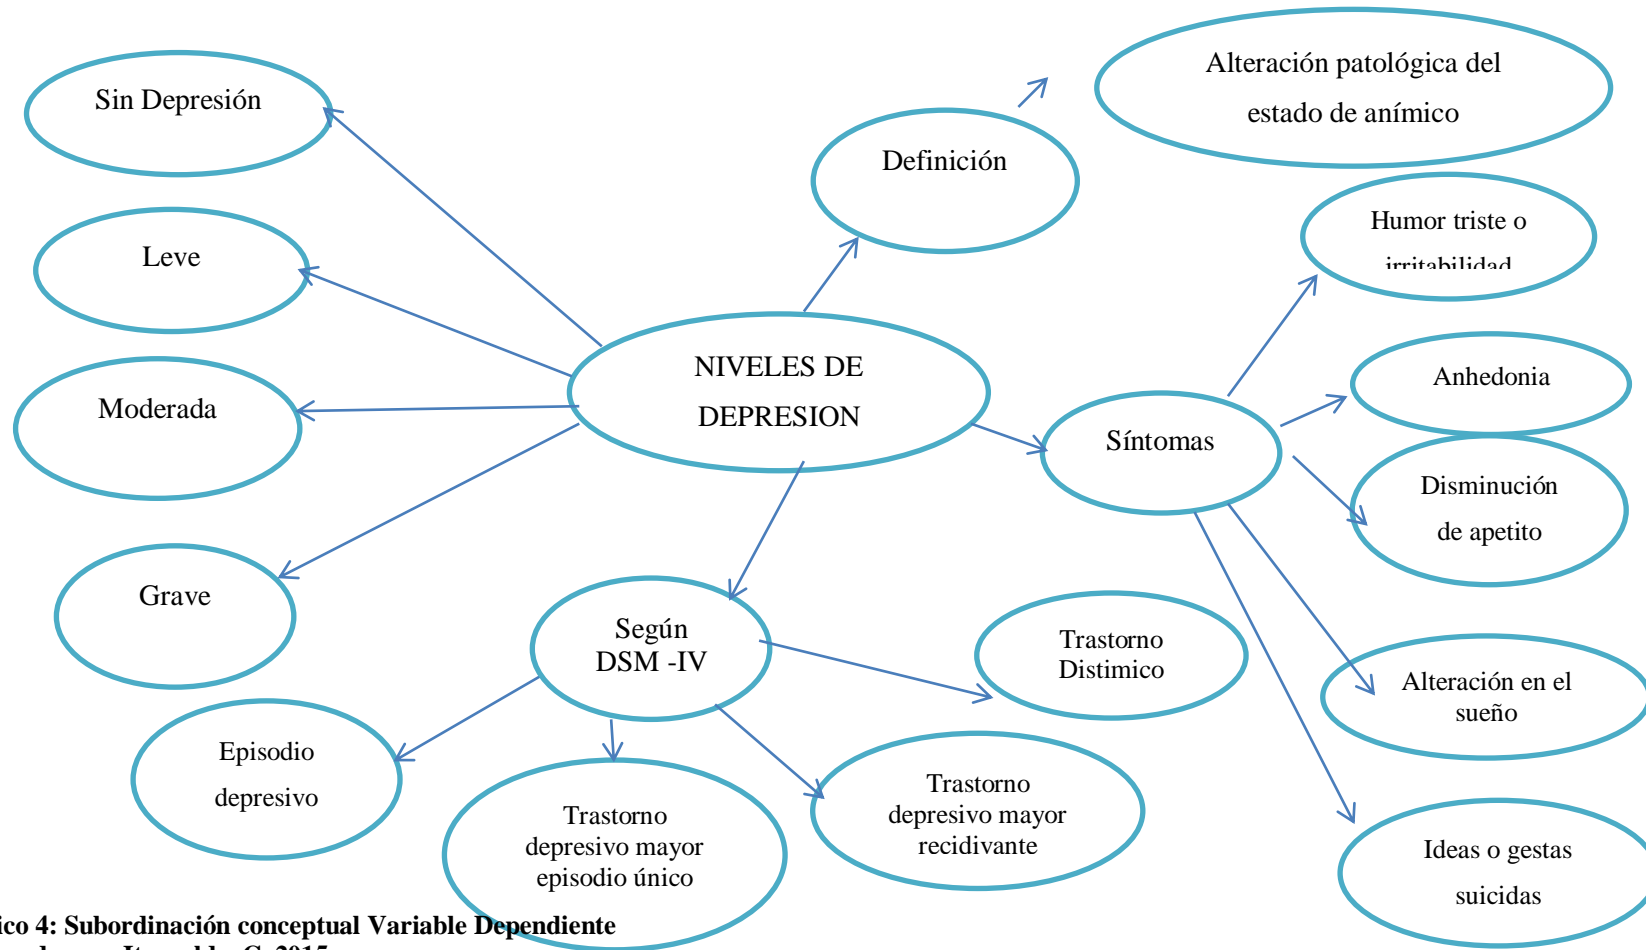 Sin Depresión
Leve
Moderada
Grave
NIVELES DE
DEPRESION
Definición
Alteración patológica del
estado de anímico
Síntomas
Humor triste o
irritabilidad
Anhedonia
Disminución
de apetito
Alteración en el
sueño
Ideas o gestas
suicidas
Según
DSM -IV
Trastorno
Distimico
Trastorno
depresivo mayor
recidivante
Trastorno
depresivo mayor
episodio único
Episodio
depresivo
ico 4: Subordinación conceptual Variable Dependiente